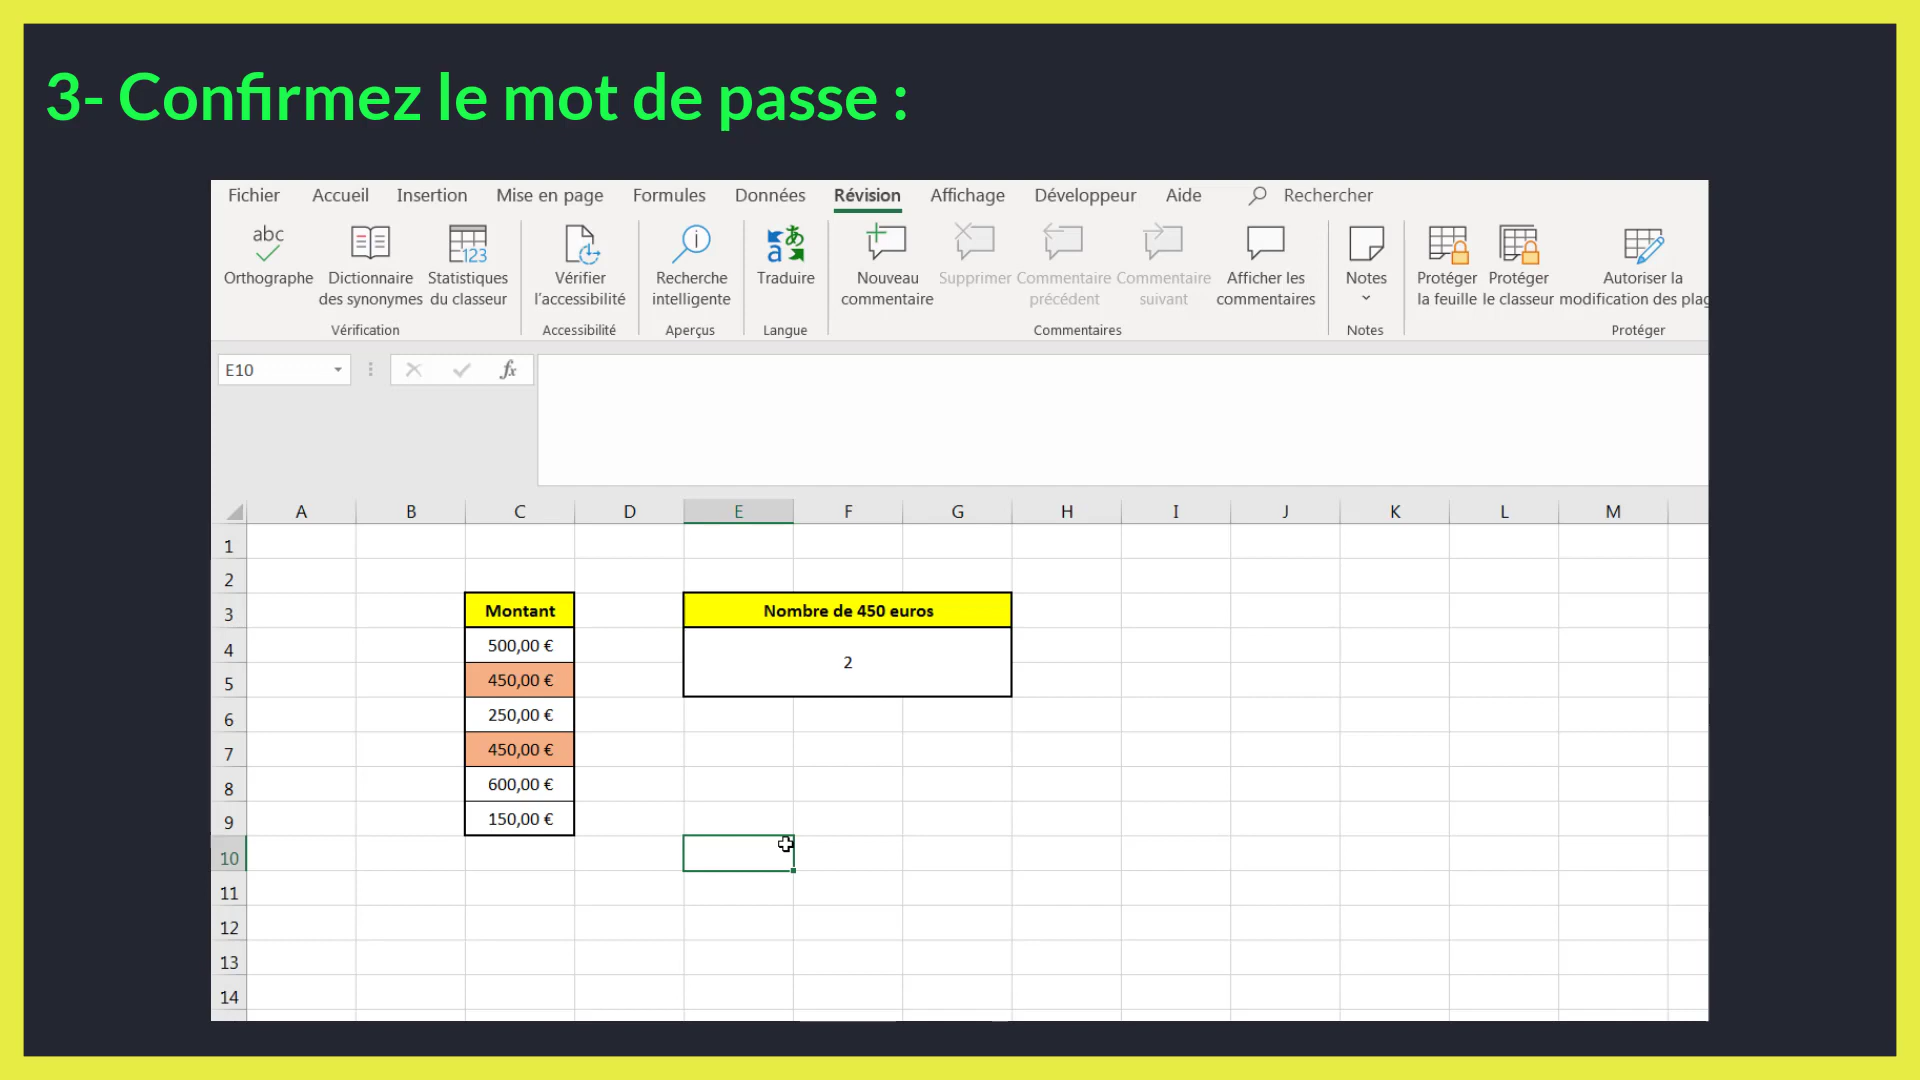 3- Confirmez le mot de passe :
Fichier Accueil Insertion Mise en page Formules Données Révision Affichage Développeur Aide Rechercher
abc 123
Orthographe Dictionnaire Statistiques Vérifier Recherche Traduire Nouveau Supprimer Commentaire Commentaire Afficher les Notes Protéger Protéger Autoriser la
des synonymes du classeur l'accessibilité intelligente commentaire précédent suivant commentaires la feuille le classeur modification des plag
Vérification Accessibilité Aperçus Langue Commentaires Notes Protéger
E10 fx
A B C D E F G H I J K L M
1
2
3 Montant Nombre de 450 euros
4 500,00 €
2
5 450,00 €
6 250,00 €
7 450,00 €
8 600,00 €
9 150,00 €
10
11
12
13
14